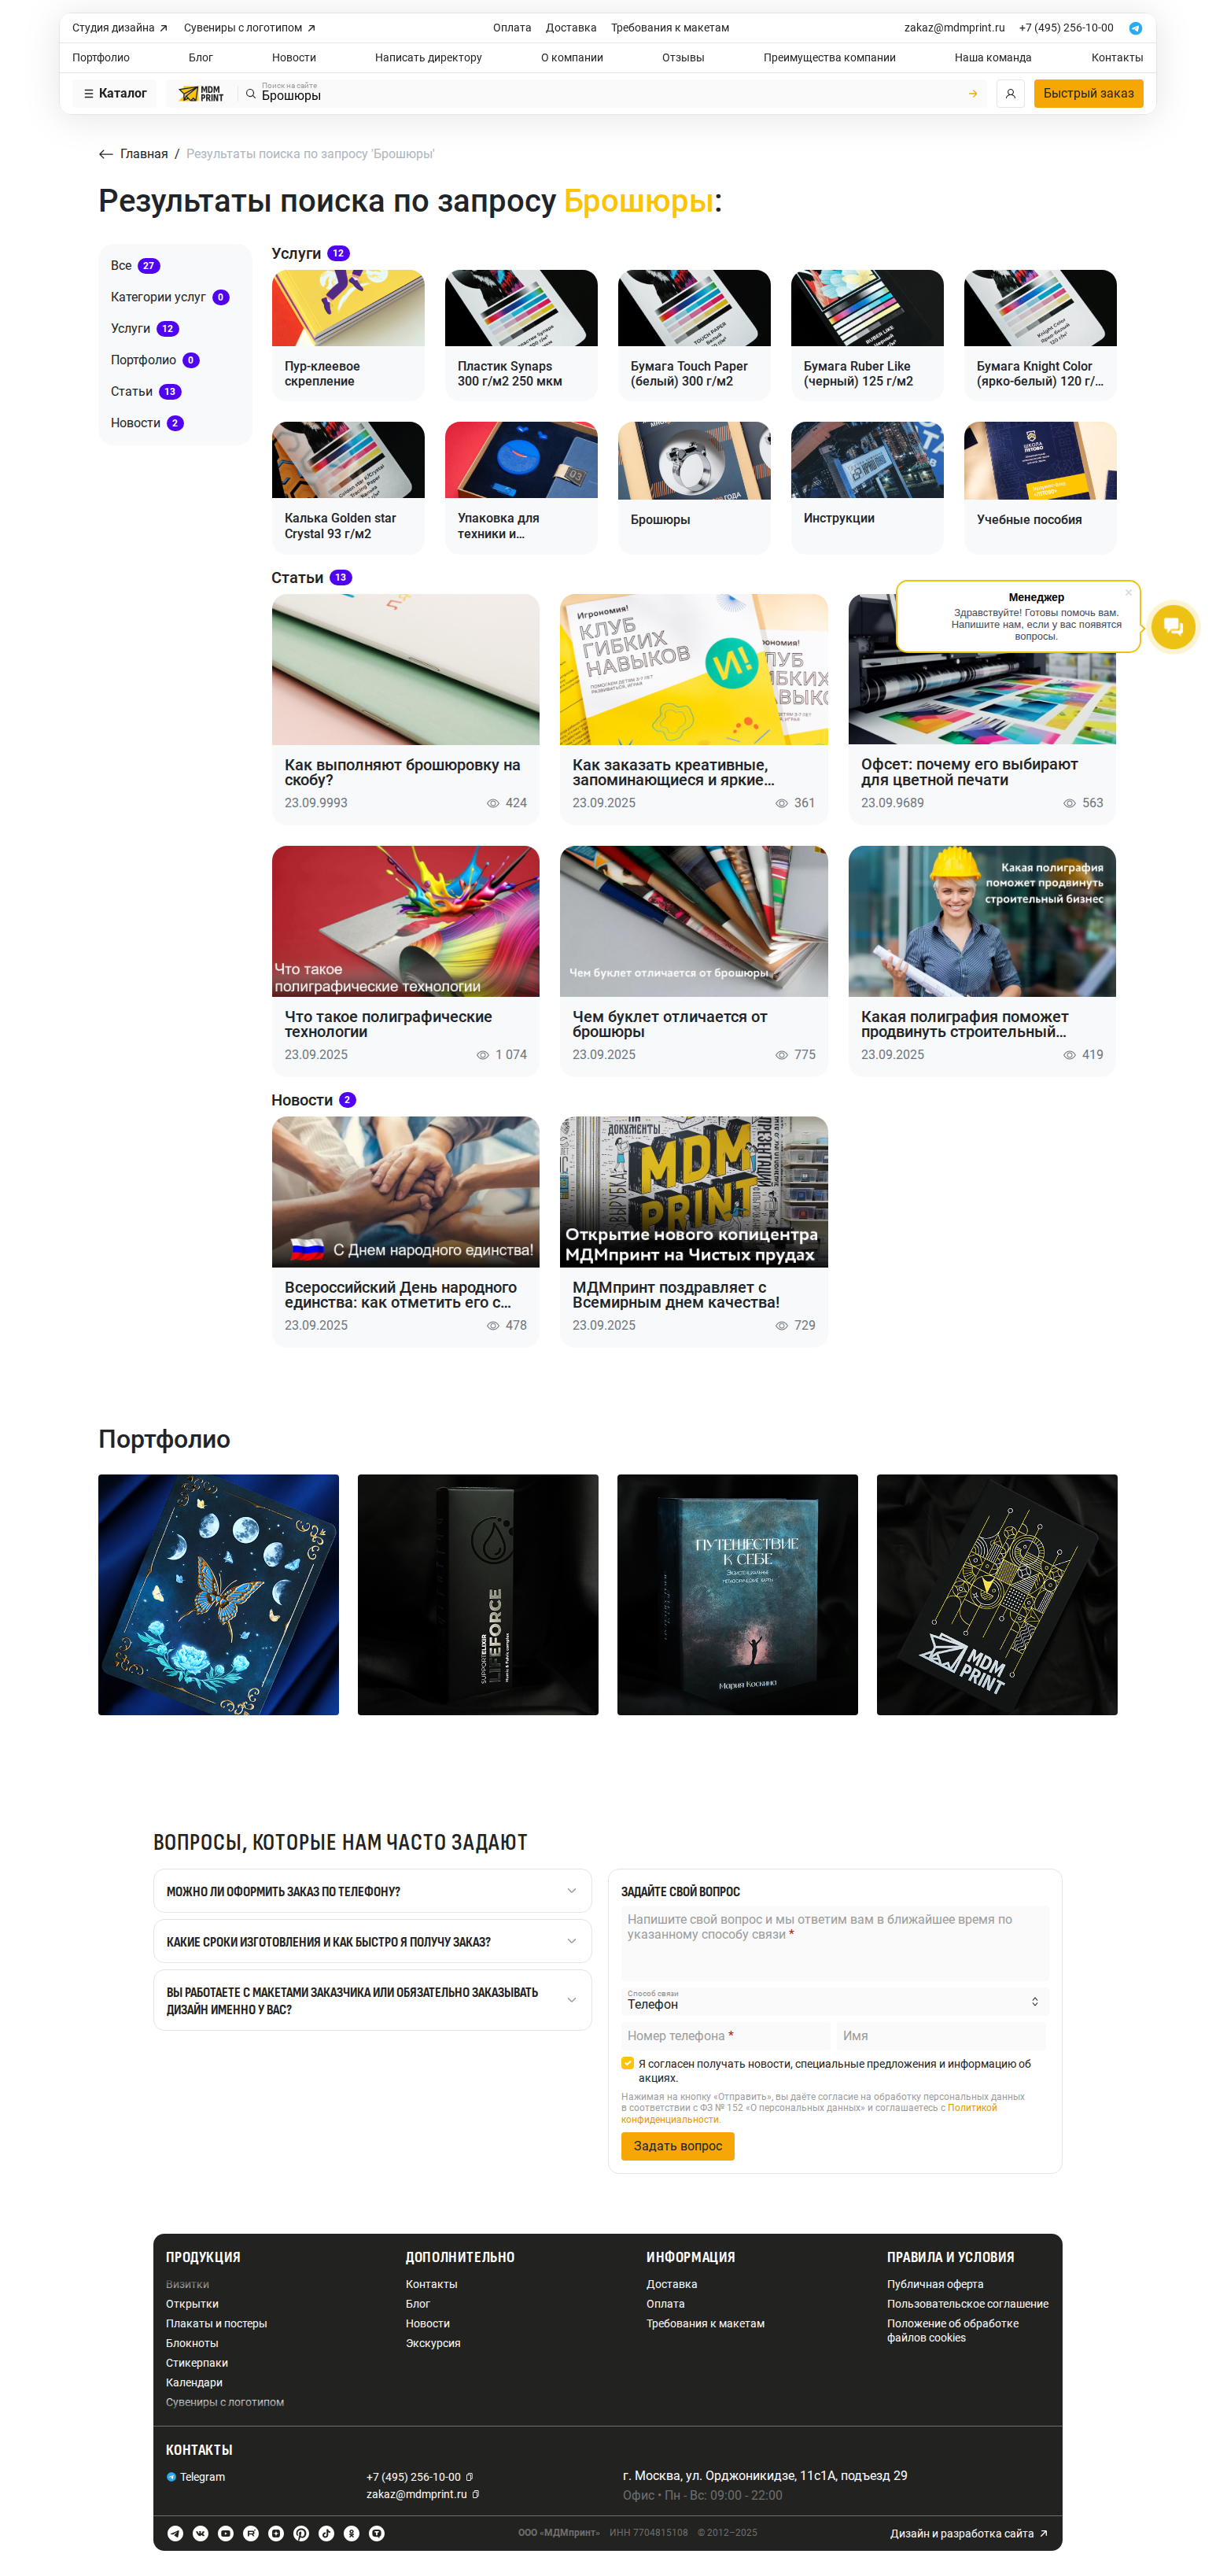 Студия дизайна
Сувениры с логотипом
Оплата
Доставка
Требования к макетам
zakaz@mdmprint.ru
+7 (495) 256-10-00
Портфолио
Блог
Новости
Написать директору
О компании
Отзывы
Преимущества компании
Наша команда
Контакты
Каталог
MDM
PRINT
Поиск на сайте
Брошюры
Быстрый заказ
Главная / Результаты поиска по запросу 'Брошюры'
Результаты поиска по запросу Брошюры:
Все 27
Категории услуг 0
Услуги 12
Портфолио 0
Статьи 13
Новости 2
Услуги 12
Пур-клеевое
скрепление
Пластик Synaps
300 г/м2 250 мкм
Бумага Touch Paper
(белый) 300 г/м2
Бумага Ruber Like
(черный) 125 г/м2
Бумага Knight Color
(ярко-белый) 120 г/...
Калька Golden star
Crystal 93 г/м2
Упаковка для
техники и...
Брошюры
Инструкции
Учебные пособия
Статьи 13
Менеджер
Здравствуйте! Готовы помочь вам.
Напишите нам, если у вас появятся
вопросы.
Игрономия!
КЛУБ
ГИБКИХ
НАВЫКОВ
И!
Как выполняют брошюровку на
скобу?
23.09.9993
424
Как заказать креативные,
запоминающиеся и яркие...
23.09.2025
361
Офсет: почему его выбирают
для цветной печати
23.09.9689
563
Что такое
полиграфические технологии
Чем буклет отличается от брошюры
Какая полиграфия
поможет продвинуть
строительный бизнес
Что такое полиграфические
технологии
23.09.2025
1 074
Чем буклет отличается от
брошюры
23.09.2025
775
Какая полиграфия поможет
продвинуть строительный...
23.09.2025
419
Новости 2
С Днем народного единства!
MDM
PRINT
Открытие нового копицентра
МДМпринт на Чистых прудах
Всероссийский День народного
единства: как отметить его с...
23.09.2025
478
МДМпринт поздравляет с
Всемирным днем качества!
23.09.2025
729
Портфолио
SUPPORTELIXIR
LIFEFORCE
ПУТЕШЕСТВИЕ
К СЕБЕ
Мария Коскина
MDM
PRINT
ВОПРОСЫ, КОТОРЫЕ НАМ ЧАСТО ЗАДАЮТ
МОЖНО ЛИ ОФОРМИТЬ ЗАКАЗ ПО ТЕЛЕФОНУ?
КАКИЕ СРОКИ ИЗГОТОВЛЕНИЯ И КАК БЫСТРО Я ПОЛУЧУ ЗАКАЗ?
ВЫ РАБОТАЕТЕ С МАКЕТАМИ ЗАКАЗЧИКА ИЛИ ОБЯЗАТЕЛЬНО ЗАКАЗЫВАТЬ
ДИЗАЙН ИМЕННО У ВАС?
ЗАДАЙТЕ СВОЙ ВОПРОС
Напишите свой вопрос и мы ответим вам в ближайшее время по
указанному способу связи *
Способ связи
Телефон
Номер телефона *
Имя
Я согласен получать новости, специальные предложения и информацию об
акциях.
Нажимая на кнопку «Отправить», вы даёте согласие на обработку персональных данных
в соответствии с ФЗ № 152 «О персональных данных» и соглашаетесь с Политикой
конфиденциальности.
Задать вопрос
ПРОДУКЦИЯ
Визитки
Открытки
Плакаты и постеры
Блокноты
Стикерпаки
Календари
Сувениры с логотипом
ДОПОЛНИТЕЛЬНО
Контакты
Блог
Новости
Экскурсия
ИНФОРМАЦИЯ
Доставка
Оплата
Требования к макетам
ПРАВИЛА И УСЛОВИЯ
Публичная оферта
Пользовательское соглашение
Положение об обработке
файлов cookies
КОНТАКТЫ
Telegram
+7 (495) 256-10-00
zakaz@mdmprint.ru
г. Москва, ул. Орджоникидзе, 11с1А, подъезд 29
Офис • Пн - Вс: 09:00 - 22:00
ООО «МДМпринт» ИНН 7704815108 © 2012–2025
Дизайн и разработка сайта